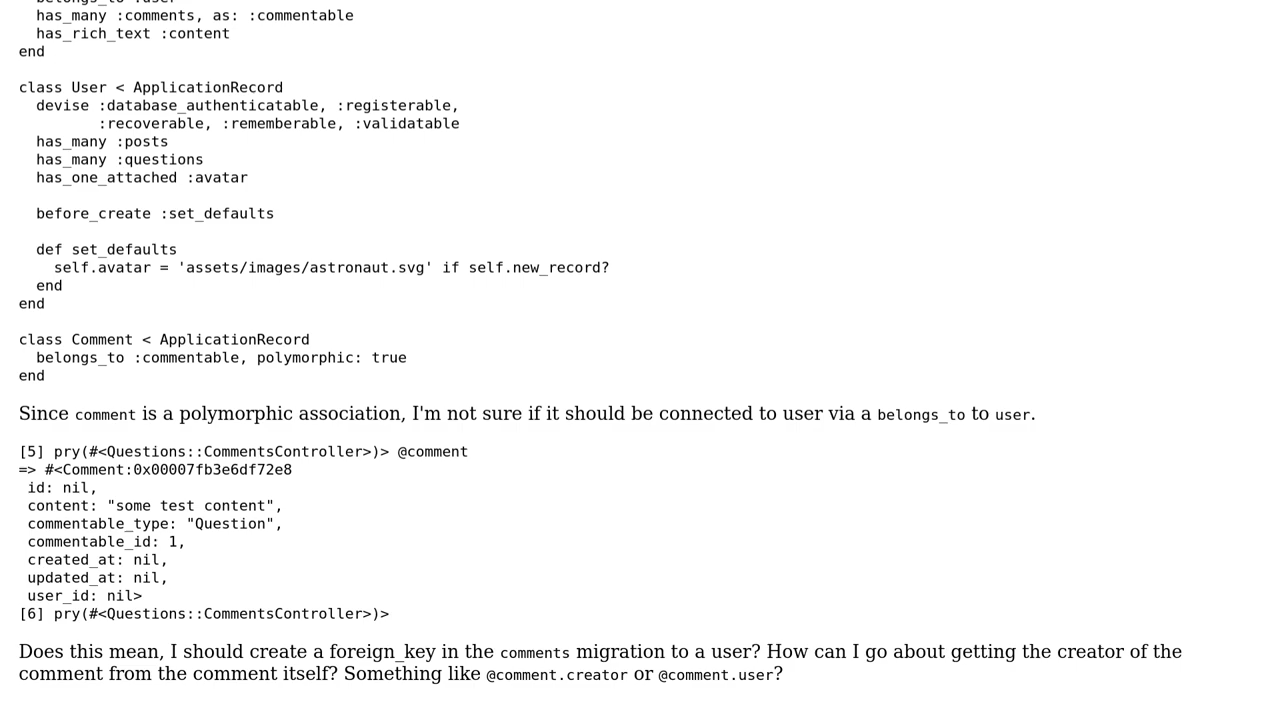 belongs_to :user
has_many :comments, as: :commentable
has_rich_text :content
end
class User < ApplicationRecord
devise :database_authenticatable, :registerable,
:recoverable, :rememberable, :validatable
has_many :posts
has_many :questions
has_one_attached :avatar
before_create :set_defaults
def set_defaults
self.avatar = 'assets/images/astronaut.svg' if self.new_record?
end
end
class Comment < ApplicationRecord
belongs_to :commentable, polymorphic: true
end
Since comment is a polymorphic association, I'm not sure if it should be connected to user via a belongs_to to user.
[5] pry(#<Questions::CommentsController>)> @comment
=> #<Comment:0x00007fb3e6df72e8
id: nil,
content: "some test content",
commentable_type: "Question",
commentable_id: 1,
created_at: nil,
updated_at: nil,
user_id: nil>
[6] pry(#<Questions::CommentsController>)>
Does this mean, I should create a foreign_key in the comments migration to a user? How can I go about getting the creator of the
comment from the comment itself? Something like @comment.creator or @comment.user?